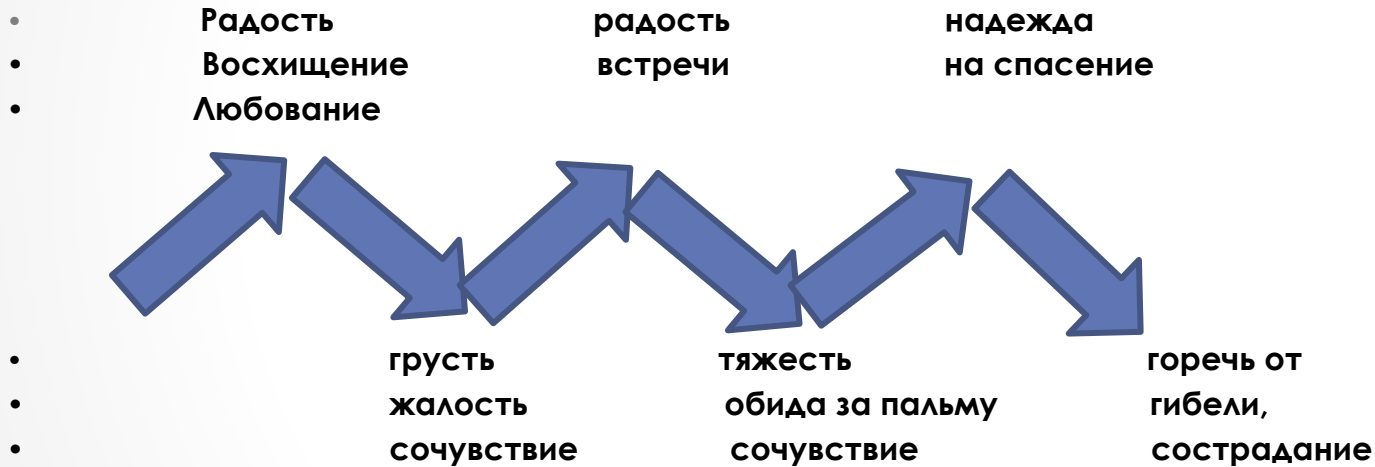 • Радость радость надежда
• Восхищение встречи на спасение
• Любование
• грусть тяжесть горечь от
• жалость обида за пальму гибели,
• сочувствие сочувствие сострадание